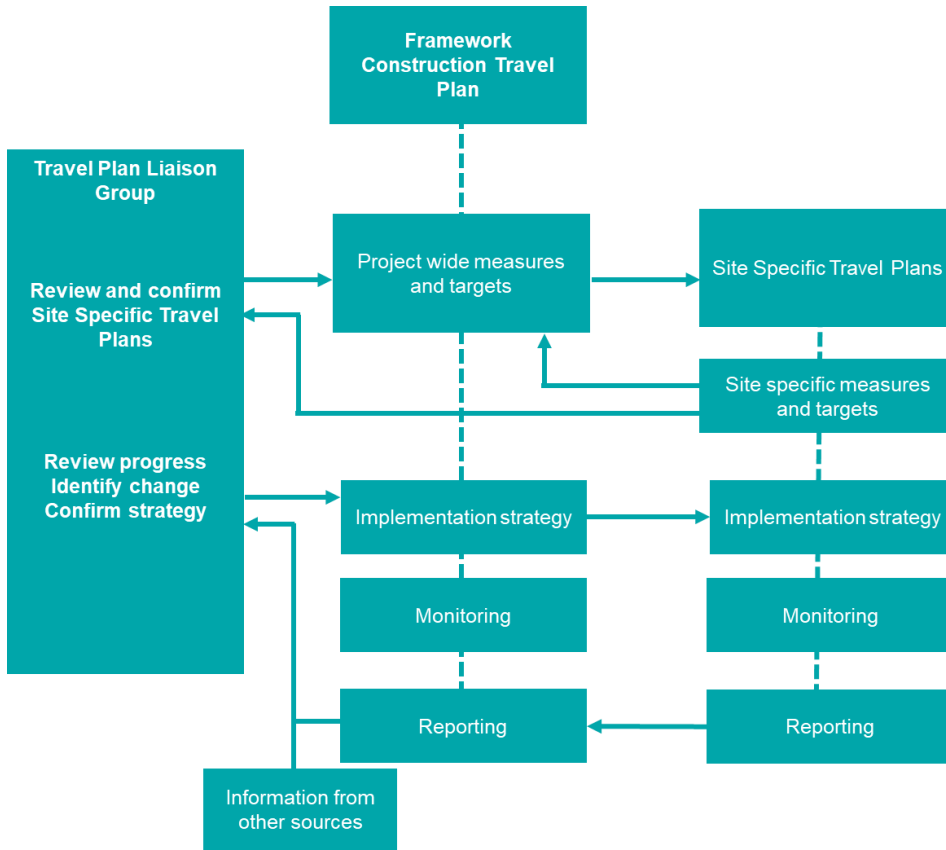 Framework
Construction Travel
Plan
Travel Plan Liaison
Group
Review and confirm
Site Specific Travel
Plans
Review progress
Identify change
Confirm strategy
Project wide measures
and targets
Site Specific Travel Plans
Site specific measures
and targets
Implementation strategy
Implementation strategy
Monitoring
Monitoring
Reporting
Reporting
Information from
other sources